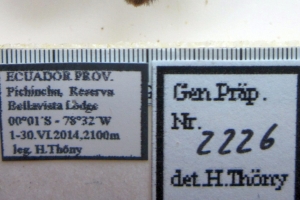 ECUADOR PROV.
Pichincha, Reserva
Bellavista Lodge
00°01'S - 78°32'W
1-30.VI.2014, 2100m
leg. H.Thöny
Gen.Präp.
Nr.
2226
det.H.Thöny